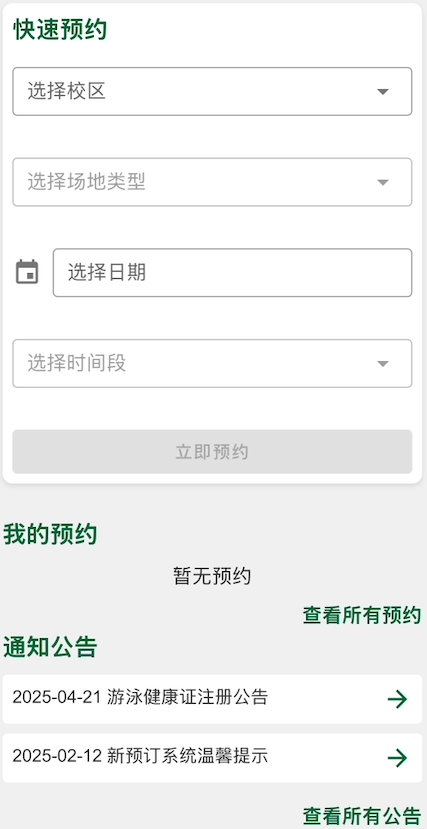 快速预约
选择校区
选择场地类型
选择日期
选择时间段
立即预约
我的预约
暂无预约
查看所有预约
通知公告
2025-04-21 游泳健康证注册公告
2025-02-12 新预订系统温馨提示
查看所有公告